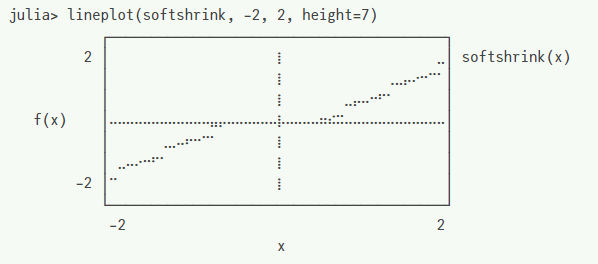 julia> lineplot(softshrink, -2, 2, height=7)
2 softshrink(x)
f(x)
-2
-2 2
x